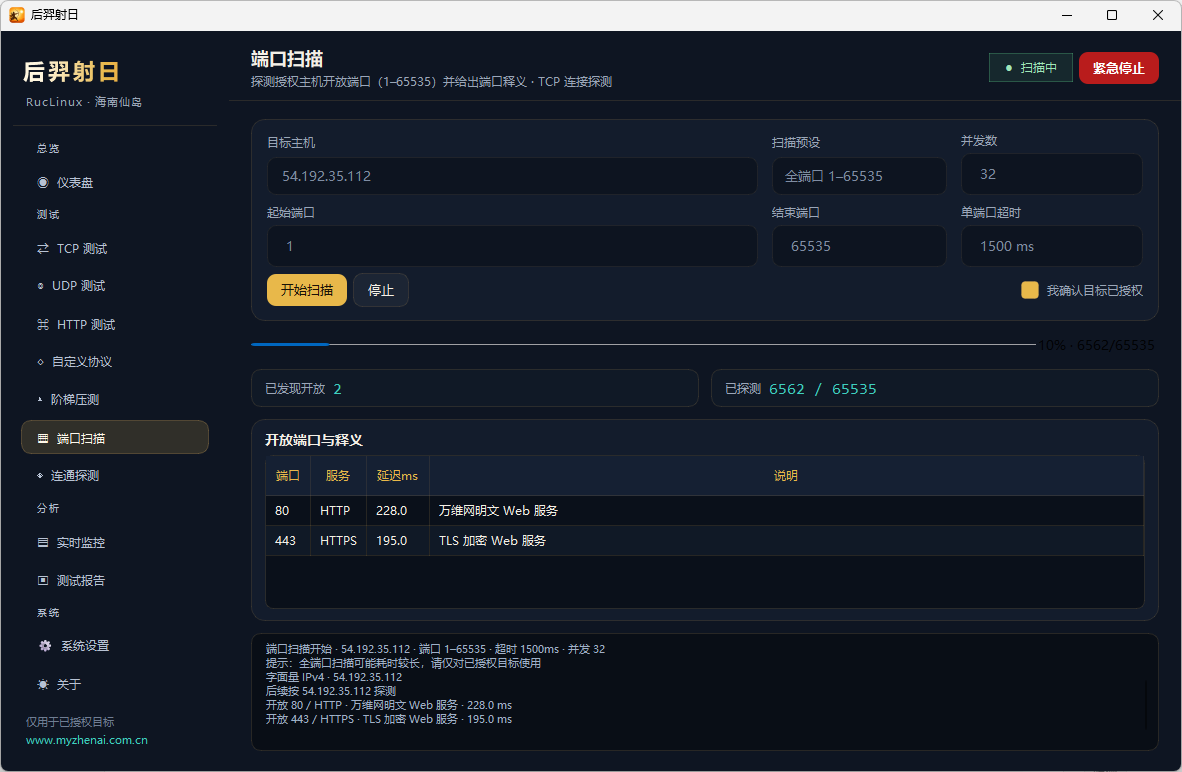 后羿射日
后羿射日
RucLinux · 海南仙岛
总览
仪表盘
测试
TCP 测试
UDP 测试
HTTP 测试
自定义协议
阶梯压测
端口扫描
连通探测
分析
实时监控
测试报告
系统
系统设置
关于
仅用于已授权目标
www.myzhenai.com.cn
端口扫描
探测授权主机开放端口（1–65535）并给出端口释义 · TCP 连接探测
● 扫描中
紧急停止
目标主机
扫描预设
并发数
54.192.35.112
全端口 1–65535
32
起始端口
结束端口
单端口超时
1
65535
1500 ms
开始扫描
停止
我确认目标已授权
10% · 6562/65535
已发现开放 2
已探测 6562 / 65535
开放端口与释义
端口 服务 延迟ms 说明
80 HTTP 228.0 万维网明文 Web 服务
443 HTTPS 195.0 TLS 加密 Web 服务
端口扫描开始 · 54.192.35.112 · 端口 1–65535 · 超时 1500ms · 并发 32
提示：全端口扫描可能耗时较长，请仅对已授权目标使用
字面量 IPv4 · 54.192.35.112
后续按 54.192.35.112 探测
开放 80 / HTTP · 万维网明文 Web 服务 · 228.0 ms
开放 443 / HTTPS · TLS 加密 Web 服务 · 195.0 ms